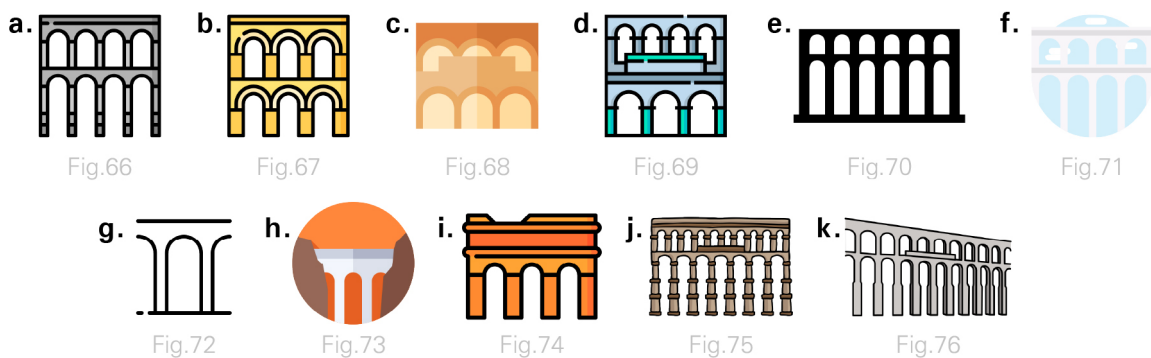 a. b. c. d. e. f.
Fig.66 Fig.67 Fig.68 Fig.69 Fig.70 Fig.71
g. h. i. j. k.
Fig.72 Fig.73 Fig.74 Fig.75 Fig.76